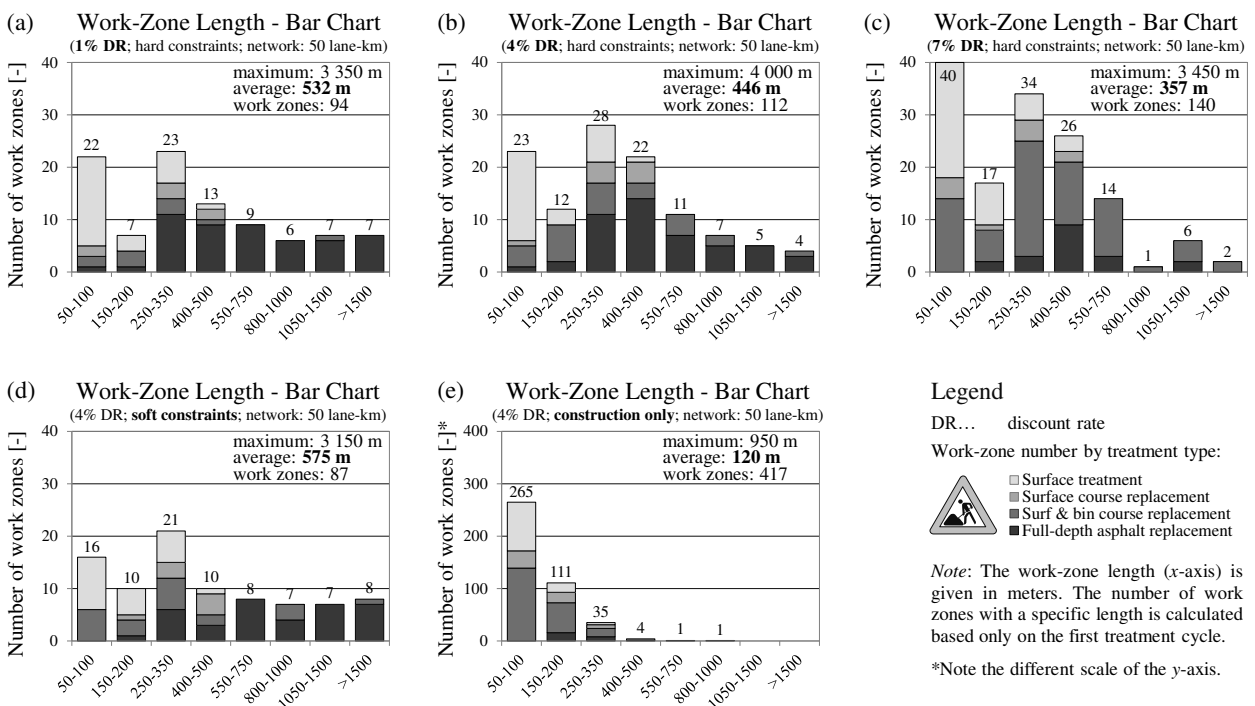 (a) Work-Zone Length - Bar Chart
(1% DR; hard constraints; network: 50 lane-km)
Number of work zones [-]
40
30
20
10
0
maximum: 3 350 m
average: 532 m
work zones: 94
22
7
23
13
9
6
7
7
50-100
150-200
250-350
400-500
550-750
800-1000
1050-1500
>1500
(b) Work-Zone Length - Bar Chart
(4% DR; hard constraints; network: 50 lane-km)
Number of work zones [-]
40
30
20
10
0
maximum: 4 000 m
average: 446 m
work zones: 112
23
12
28
22
11
7
5
4
50-100
150-200
250-350
400-500
550-750
800-1000
1050-1500
>1500
(c) Work-Zone Length - Bar Chart
(7% DR; hard constraints; network: 50 lane-km)
Number of work zones [-]
40
30
20
10
0
maximum: 3 450 m
average: 357 m
work zones: 140
40
17
34
26
14
1
6
2
50-100
150-200
250-350
400-500
550-750
800-1000
1050-1500
>1500
(d) Work-Zone Length - Bar Chart
(4% DR; soft constraints; network: 50 lane-km)
Number of work zones [-]
40
30
20
10
0
maximum: 3 150 m
average: 575 m
work zones: 87
16
10
21
10
8
7
7
8
50-100
150-200
250-350
400-500
550-750
800-1000
1050-1500
>1500
(e) Work-Zone Length - Bar Chart
(4% DR; construction only; network: 50 lane-km)
Number of work zones [-]*
400
300
200
100
0
maximum: 950 m
average: 120 m
work zones: 417
265
111
35
4
1
1
50-100
150-200
250-350
400-500
550-750
800-1000
1050-1500
>1500
Legend
DR… discount rate
Work-zone number by treatment type:
Surface treatment
Surface course replacement
Surf & bin course replacement
Full-depth asphalt replacement
Note: The work-zone length (x-axis) is
given in meters. The number of work
zones with a specific length is calculated
based only on the first treatment cycle.
*Note the different scale of the y-axis.